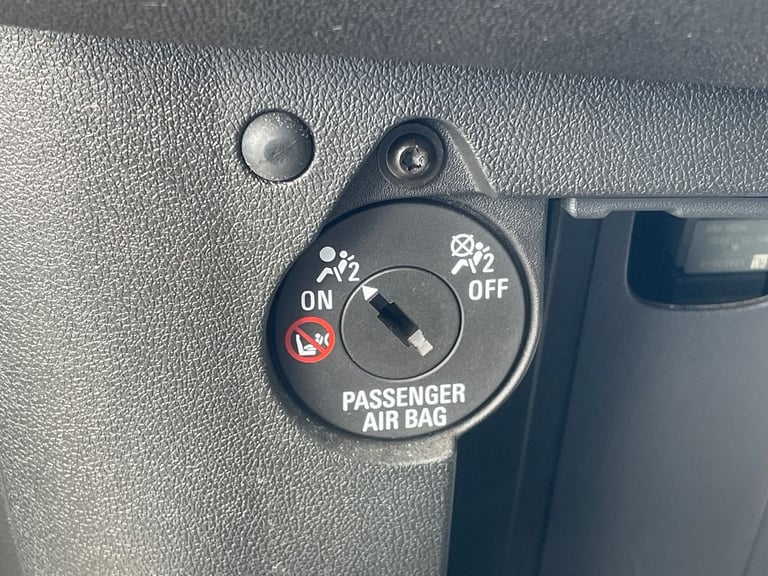 2 2
ON OFF
PASSENGER
AIR BAG